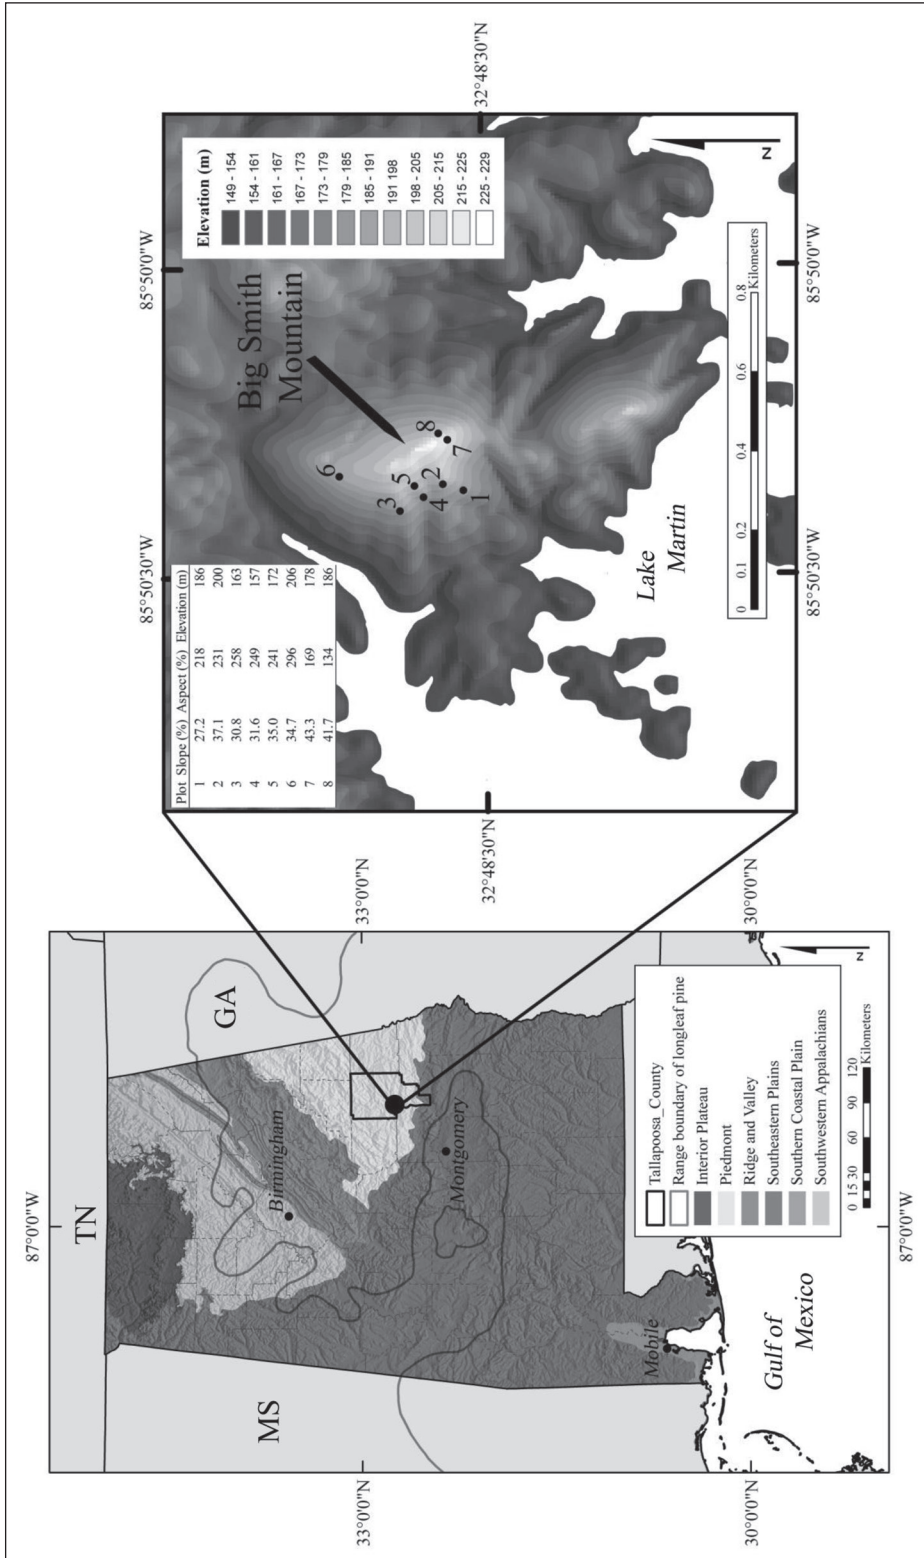 87°0'0"W
TN
MS
GA
Birmingham
Montgomery
Mobile
Gulf of
Mexico
33°0'0"N
33°0'0"N
30°0'0"N
30°0'0"N
87°0'0"W
Tallapoosa_County
Range boundary of longleaf pine
Interior Plateau
Piedmont
Ridge and Valley
Southeastern Plains
Southern Coastal Plain
Southwestern Appalachians
0 15 30 60 90 120
Kilometers
N
85°50'30"W
85°50'0"W
Plot Slope (%) Aspect (%) Elevation (m)
1 27.2 218 186
2 37.1 231 200
3 30.8 258 163
4 31.6 249 157
5 35.0 241 172
6 34.7 296 206
7 43.3 169 178
8 41.7 134 186
Big Smith
Mountain
Elevation (m)
149 - 154
154 - 161
161 - 167
167 - 173
173 - 179
179 - 185
185 - 191
191 198
198 - 205
205 - 215
215 - 225
225 - 229
6
3
5
4
2
1
8
7
Lake
Martin
32°48'30"N
32°48'30"N
0 0.1 0.2 0.4 0.6 0.8
Kilometers
N
85°50'30"W
85°50'0"W